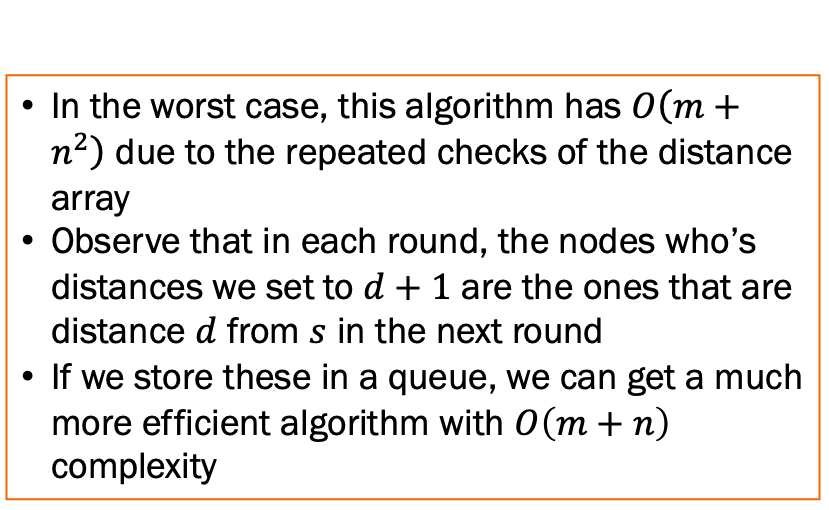 • In the worst case, this algorithm has O(m +
n²) due to the repeated checks of the distance
array
• Observe that in each round, the nodes who’s
distances we set to d + 1 are the ones that are
distance d from s in the next round
• If we store these in a queue, we can get a much
more efficient algorithm with O(m + n)
complexity